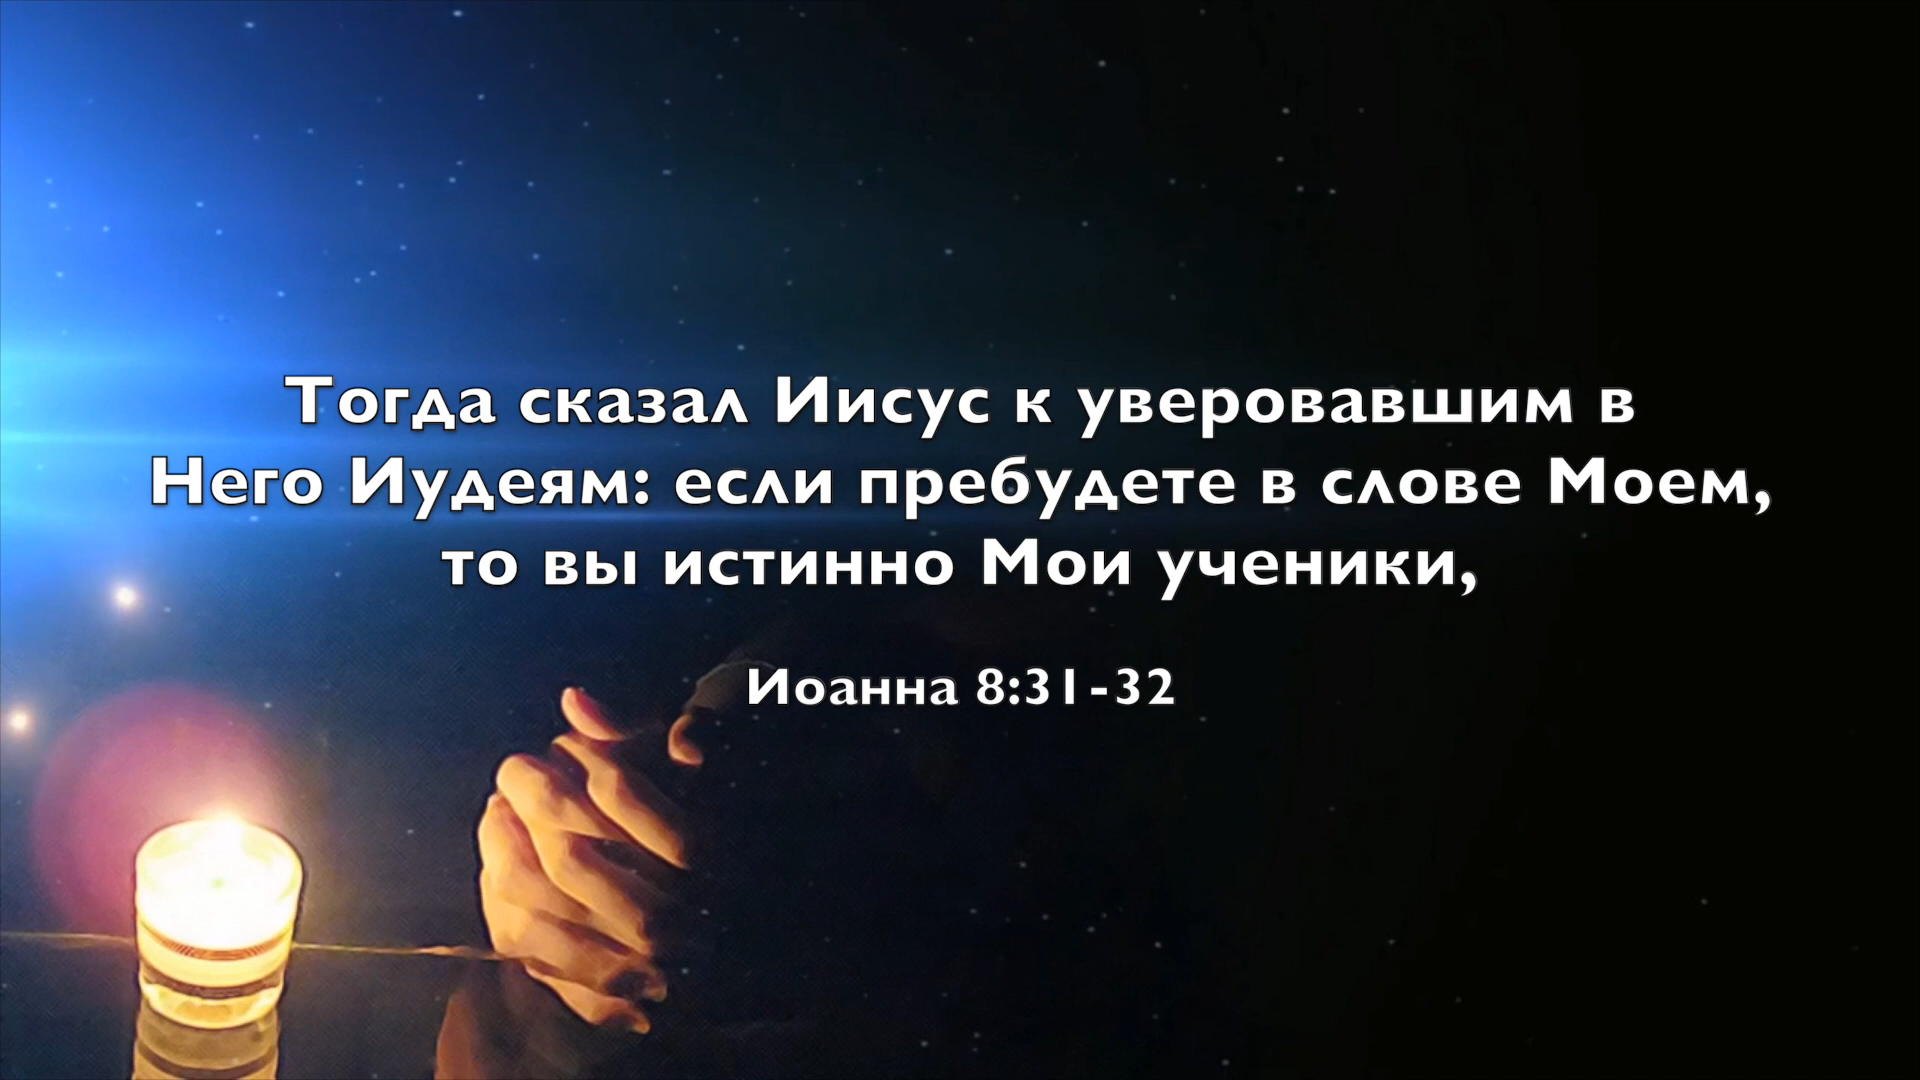 Тогда сказал Иисус к уверовавшим в
Него Иудеям: если пребудете в слове Моем,
то вы истинно Мои ученики,
Иоанна 8:31-32